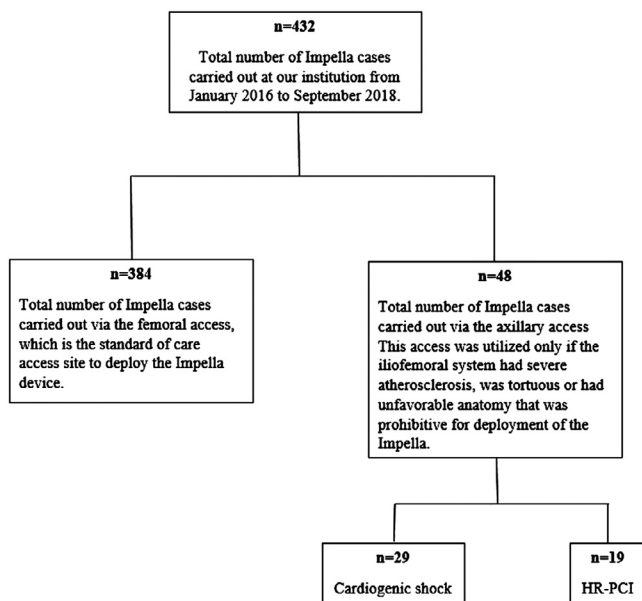 n=432
Total number of Impella cases
carried out at our institution from
January 2016 to September 2018.
n=384
Total number of Impella cases
carried out via the femoral access,
which is the standard of care
access site to deploy the Impella
device.
n=48
Total number of Impella cases
carried out via the axillary access
This access was utilized only if the
iliofemoral system had severe
atherosclerosis, was tortuous or had
unfavorable anatomy that was
prohibitive for deployment of the
Impella.
n=29
Cardiogenic shock
n=19
HR-PCI